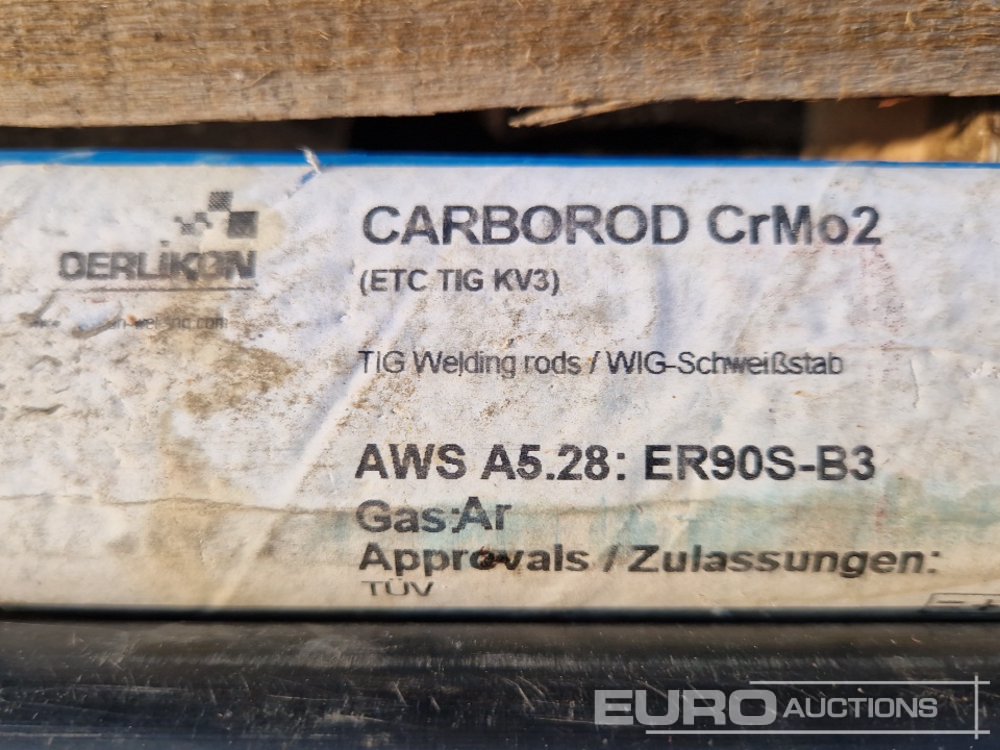 OERLiKON
CARBOROD CrMo2
(ETC TIG KV3)
TIG Welding rods / WIG-Schweißstab
AWS A5.28: ER90S-B3
Gas:Ar
Approvals / Zulassungen:
TÜV
EURO AUCTIONS